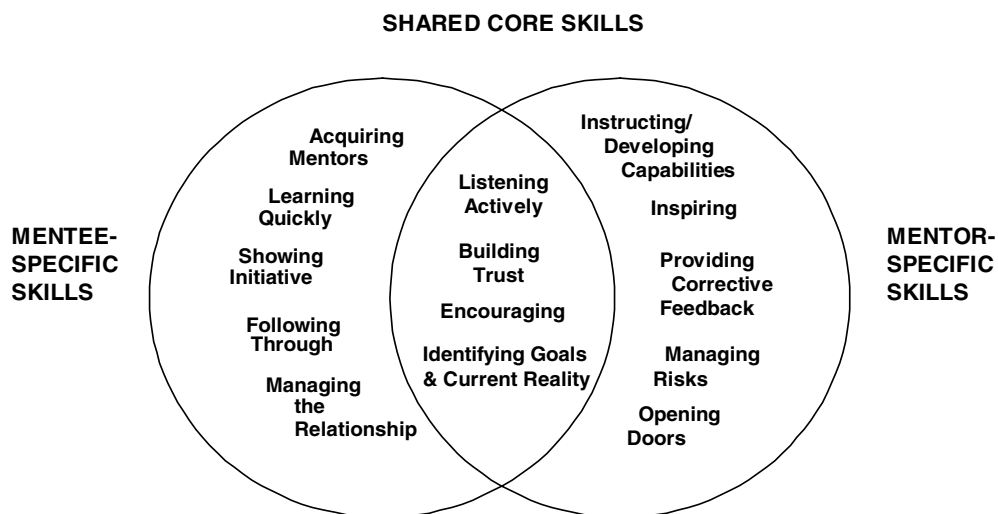 SHARED CORE SKILLS
MENTEE-
SPECIFIC
SKILLS
Acquiring
Mentors
Learning
Quickly
Showing
Initiative
Following
Through
Managing
the
Relationship
Listening
Actively
Building
Trust
Encouraging
Identifying Goals
& Current Reality
Instructing/
Developing
Capabilities
Inspiring
Providing
Corrective
Feedback
Managing
Risks
Opening
Doors
MENTOR-
SPECIFIC
SKILLS